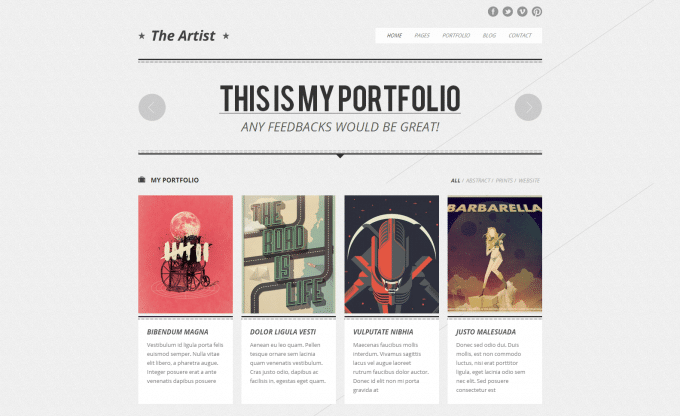 ★ The Artist ★
HOME PAGES PORTFOLIO BLOG CONTACT
THIS IS MY PORTFOLIO
ANY FEEDBACKS WOULD BE GREAT!
MY PORTFOLIO
ALL / ABSTRACT / PRINTS / WEBSITE
THE
ROAD
IS
LIFE
BARBARELLA
BIBENDUM MAGNA
Vestibulum id ligula porta felis
euismod semper. Nulla vitae
elit libero, a pharetra augue.
Integer posuere erat a ante
venenatis dapibus posuere
DOLOR LIGULA VESTI
Aenean eu leo quam. Pellen
tesque ornare sem lacinia
quam venenatis vestibulum.
Cras justo odio, dapibus ac
facilisis in, egestas eget quam.
VULPUTATE NIBHIA
Maecenas faucibus mollis
interdum. Vivamus sagittis
lacus vel augue laoreet
rutrum faucibus dolor auctor.
Donec id elit non mi porta
gravida at
JUSTO MALESUADA
Donec sed odio dui. Duis
mollis, est non commodo
luctus, nisi erat porttitor
ligula, eget lacinia odio sem
nec elit. Sed posuere
consectetur est